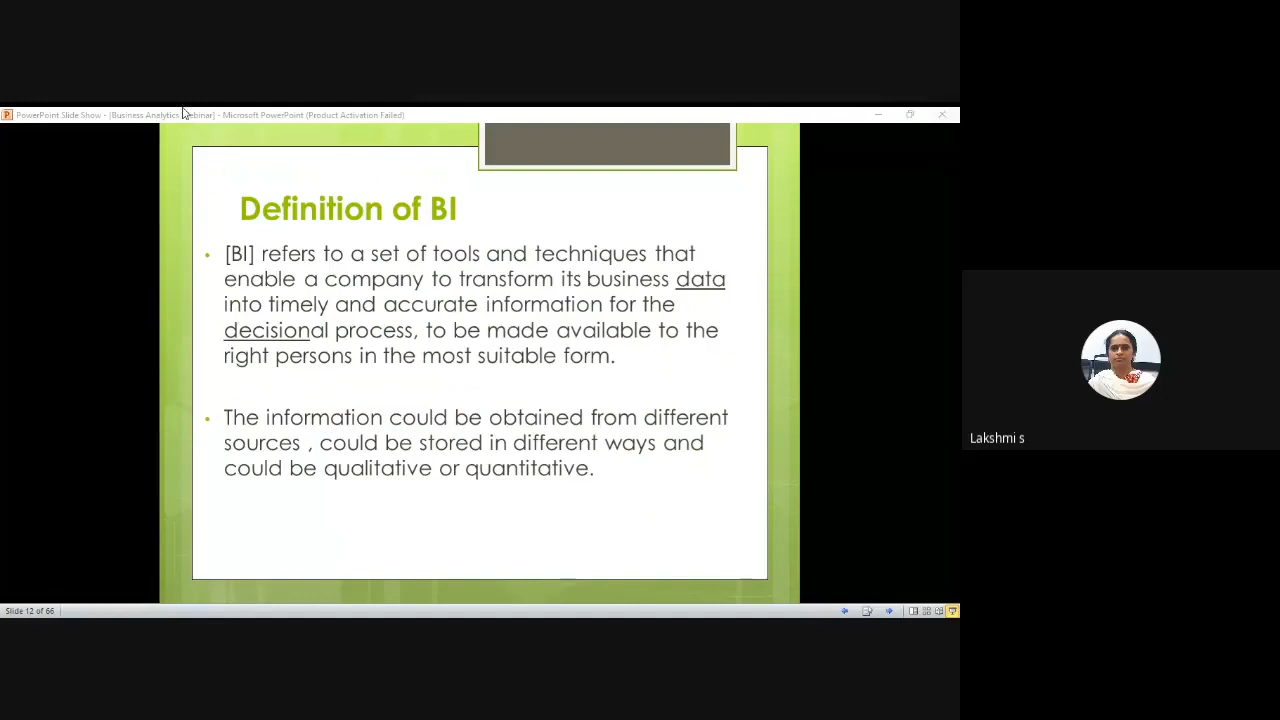 PowerPoint Slide Show - [Business Analytics Webinar] - Microsoft PowerPoint (Product Activation Failed)
Definition of BI
• [BI] refers to a set of tools and techniques that
enable a company to transform its business data
into timely and accurate information for the
decisional process, to be made available to the
right persons in the most suitable form.
• The information could be obtained from different
sources , could be stored in different ways and
could be qualitative or quantitative.
Lakshmi s
Slide 12 of 66